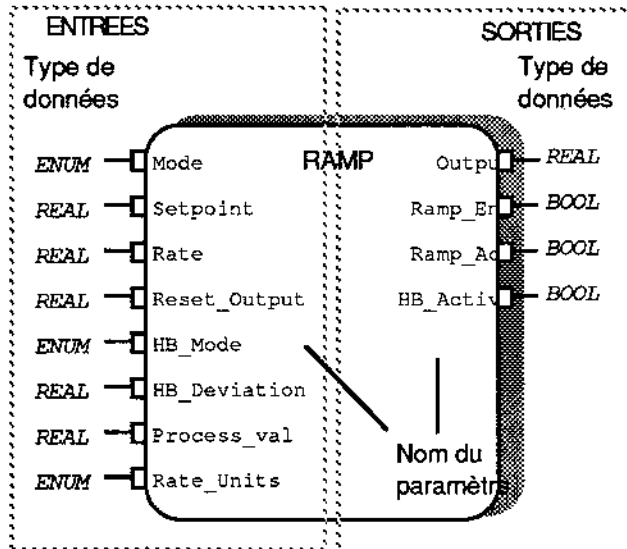 ENTREES
SORTIES
Type de
données
Type de
données
RAMP
ENUM Mode
REAL Setpoint
REAL Rate
REAL Reset_Output
ENUM HB_Mode
REAL HB_Deviation
REAL Process_val
ENUM Rate_Units
Outpu REAL
Ramp_En BOOL
Ramp_Ac BOOL
HB_Activ BOOL
Nom du
paramètre